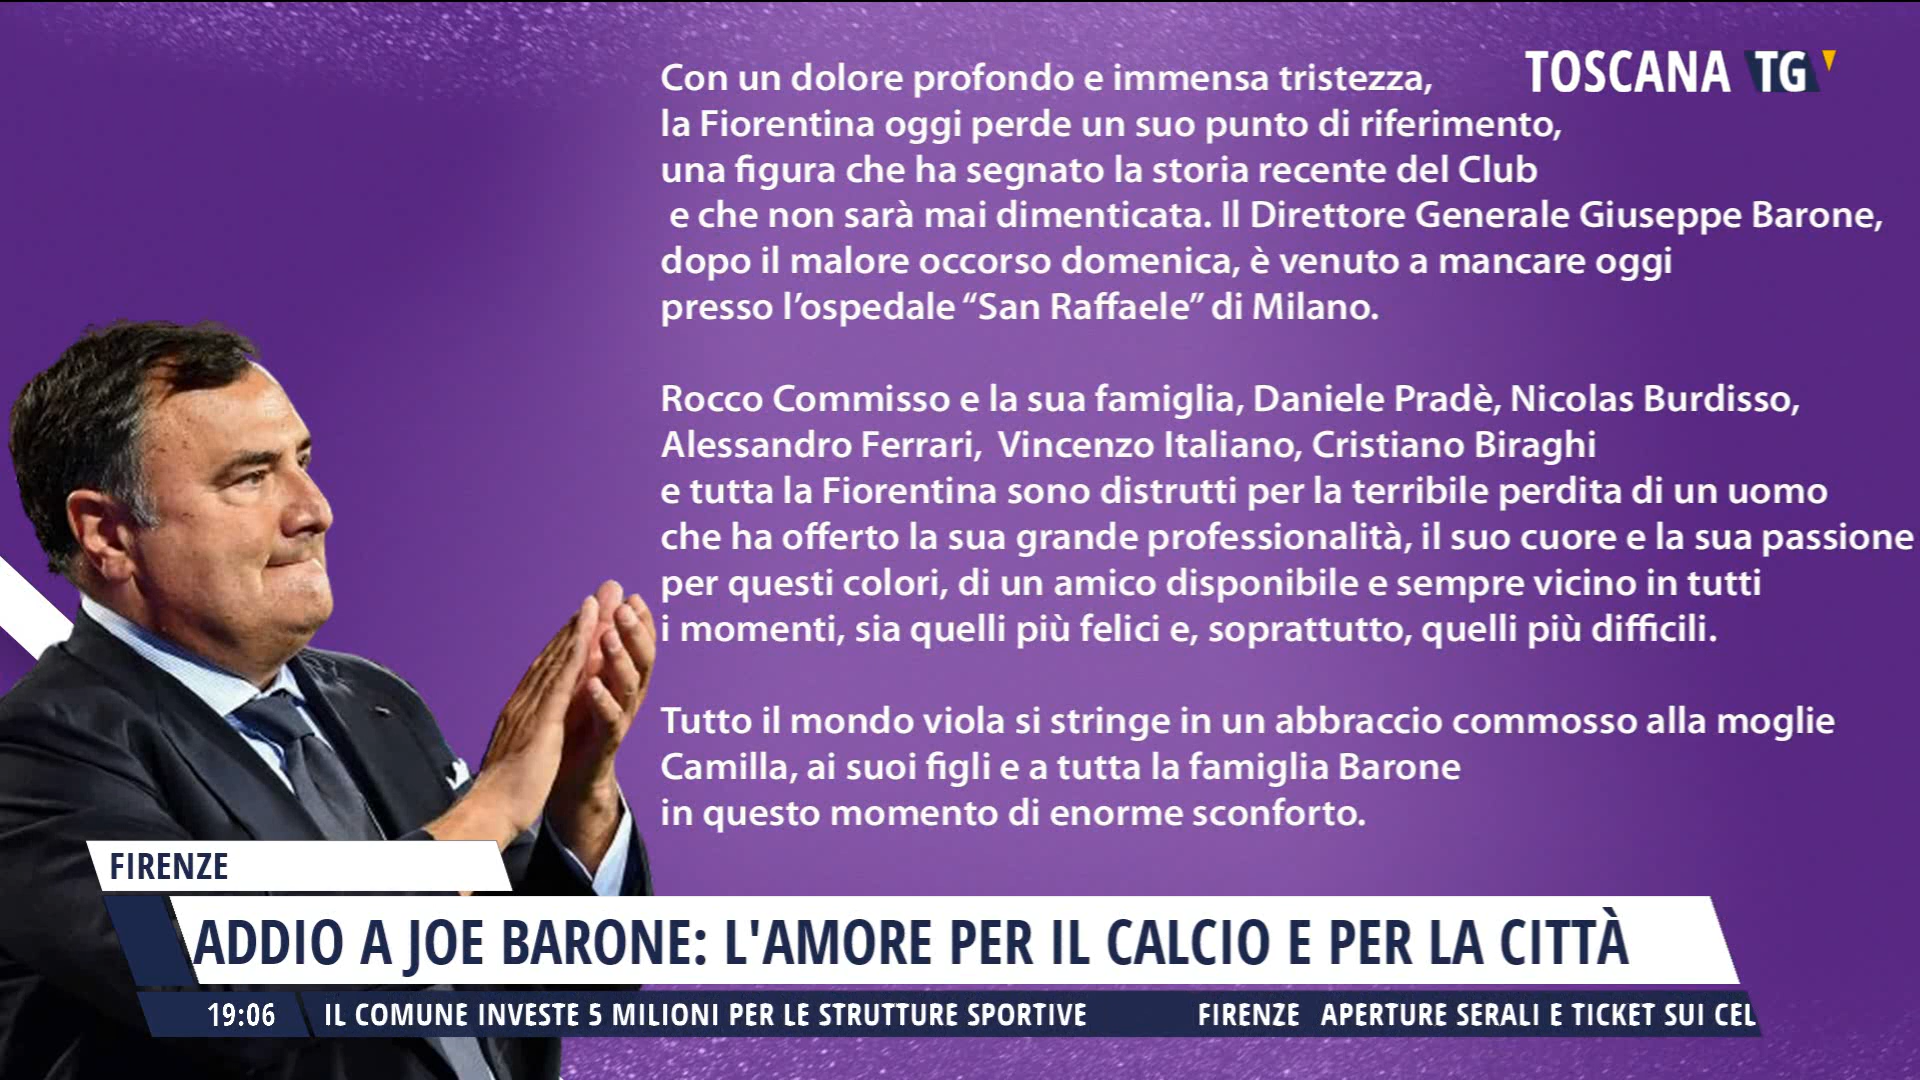 TOSCANA TG
Con un dolore profondo e immensa tristezza,
la Fiorentina oggi perde un suo punto di riferimento,
una figura che ha segnato la storia recente del Club
e che non sarà mai dimenticata. Il Direttore Generale Giuseppe Barone,
dopo il malore occorso domenica, è venuto a mancare oggi
presso l’ospedale “San Raffaele” di Milano.
Rocco Commisso e la sua famiglia, Daniele Pradè, Nicolas Burdisso,
Alessandro Ferrari, Vincenzo Italiano, Cristiano Biraghi
e tutta la Fiorentina sono distrutti per la terribile perdita di un uomo
che ha offerto la sua grande professionalità, il suo cuore e la sua passione
per questi colori, di un amico disponibile e sempre vicino in tutti
i momenti, sia quelli più felici e, soprattutto, quelli più difficili.
Tutto il mondo viola si stringe in un abbraccio commosso alla moglie
Camilla, ai suoi figli e a tutta la famiglia Barone
in questo momento di enorme sconforto.
FIRENZE
ADDIO A JOE BARONE: L'AMORE PER IL CALCIO E PER LA CITTÀ
19:06 IL COMUNE INVESTE 5 MILIONI PER LE STRUTTURE SPORTIVE FIRENZE APERTURE SERALI E TICKET SUI CEL